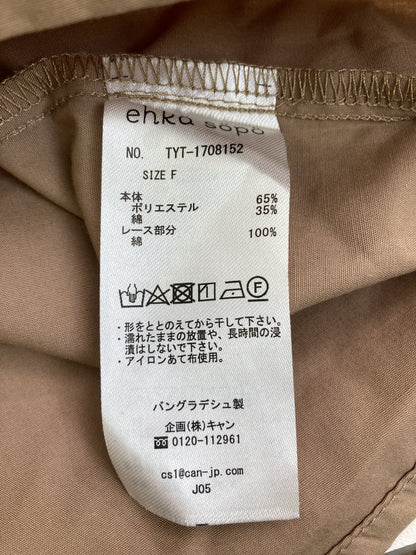 ehka sopo
NO. TYT-1708152
SIZE F
本体 65%
ポリエステル 35%
綿
レース部分 100%
綿
・形をととのえてから干して下さい。
・濡れたままの放置や、長時間の浸
漬はしないで下さい。
・アイロンあて布使用。
バングラデシュ製
企画(株)キャン
0120-112961
cs1@can-jp.com
J05